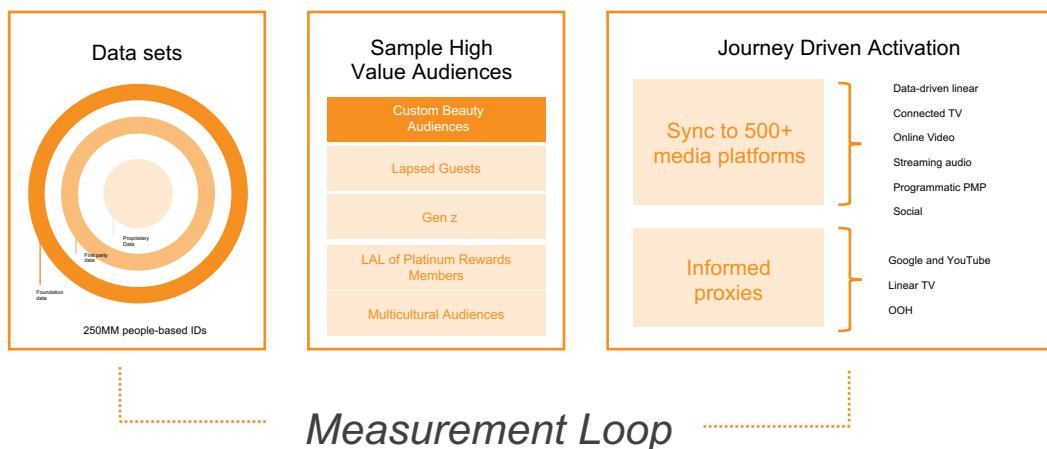 Data sets
Proprietary
Data
First party
data
Foundation
data
250MM people-based IDs
Sample High
Value Audiences
Custom Beauty
Audiences
Lapsed Guests
Gen z
LAL of Platinum Rewards
Members
Multicultural Audiences
Journey Driven Activation
Sync to 500+
media platforms
Data-driven linear
Connected TV
Online Video
Streaming audio
Programmatic PMP
Social
Informed
proxies
Google and YouTube
Linear TV
OOH
Measurement Loop